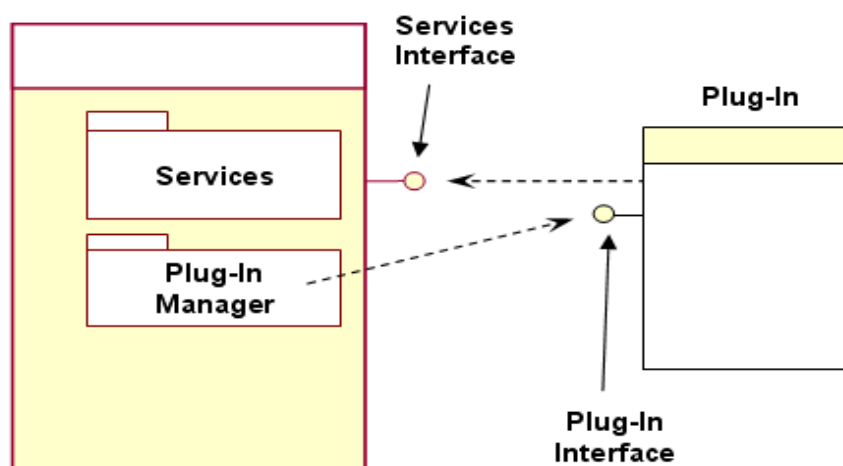 Services
Interface
Plug-In
Services
Plug-In
Manager
Plug-In
Interface